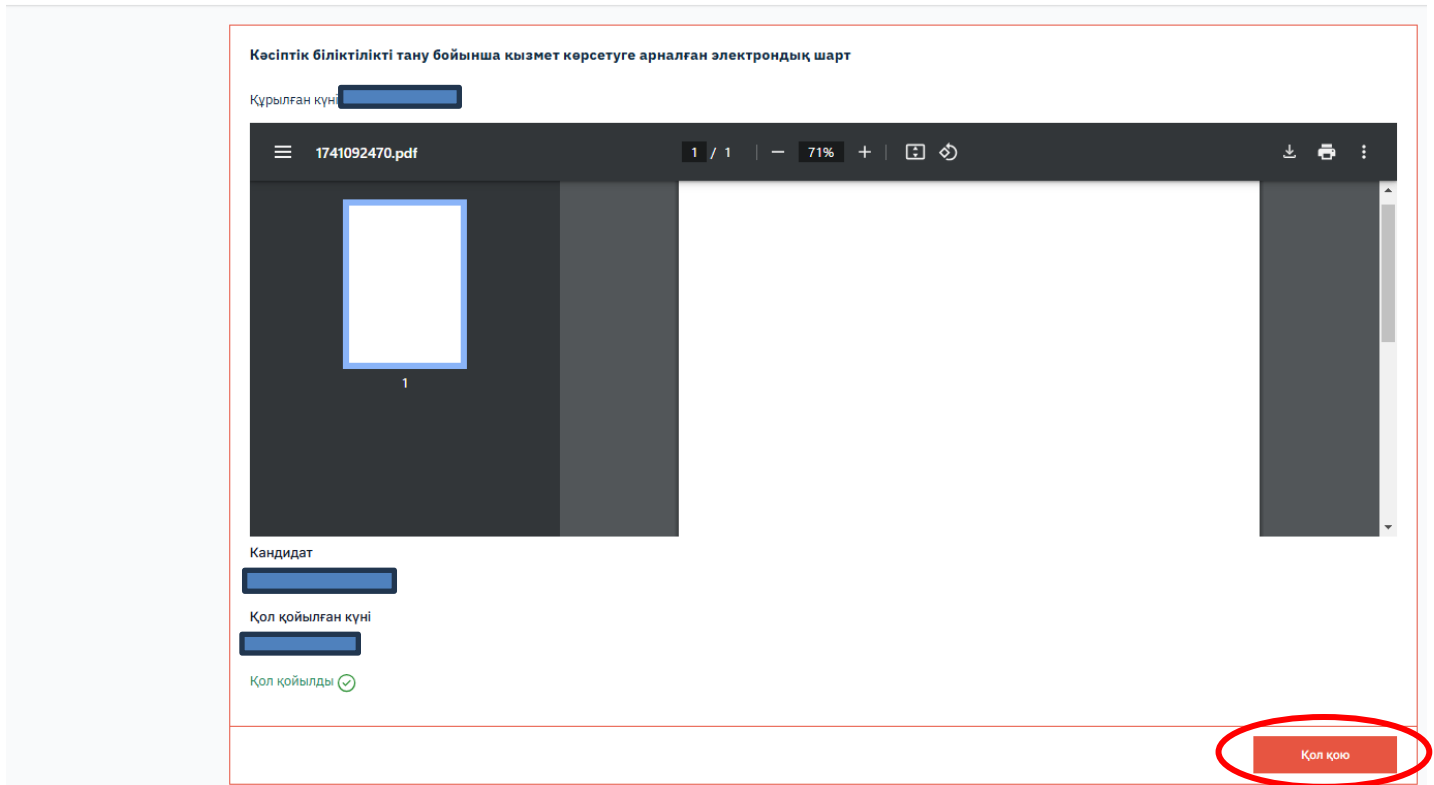 Кәсіптік біліктілікті тану бойынша кызмет көрсетуге арналған электрондық шарт
Құрылған күні
1741092470.pdf 1 / 1 71%
1
Кандидат
Қол қойылған күні
Қол қойылды
Қол қою